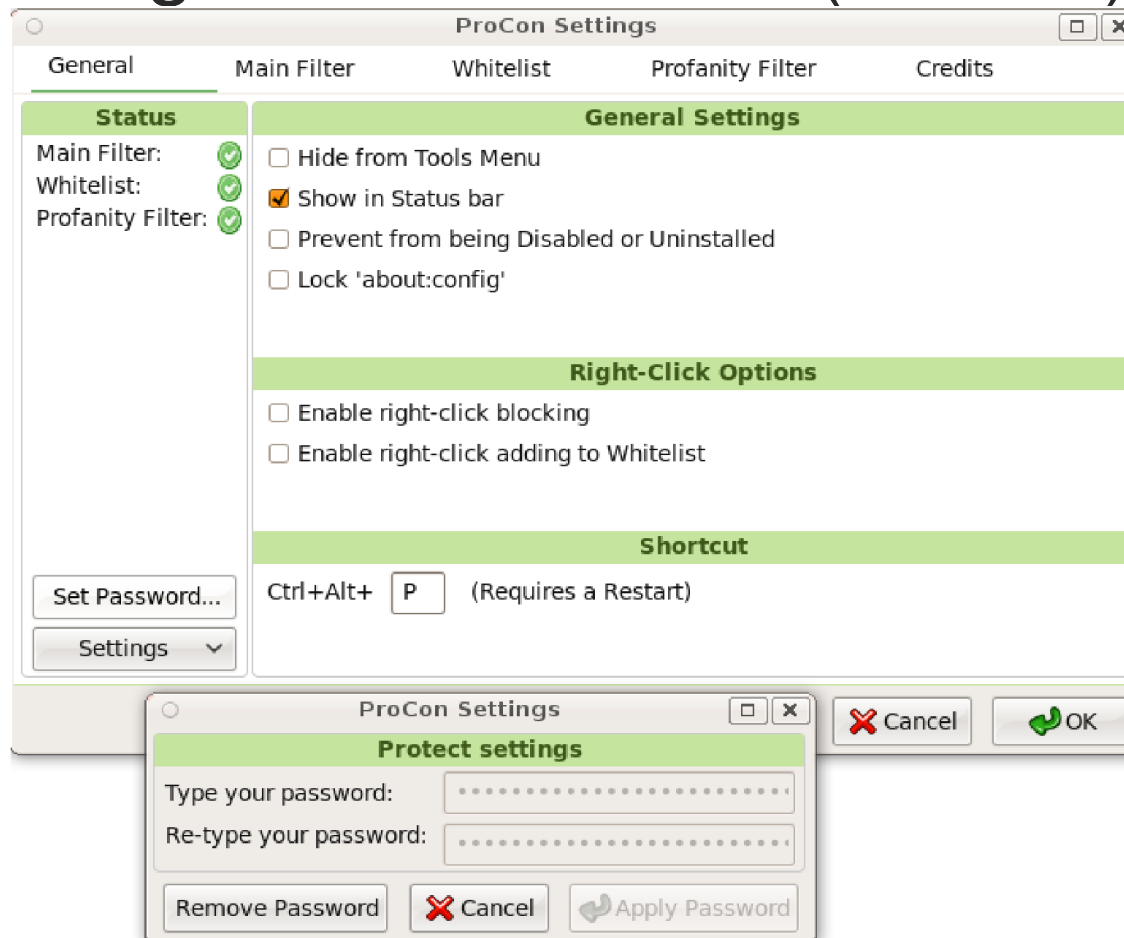 ProCon Settings
General Main Filter Whitelist Profanity Filter Credits
Status
Main Filter:
Whitelist:
Profanity Filter:
Set Password...
Settings
General Settings
Hide from Tools Menu
Show in Status bar
Prevent from being Disabled or Uninstalled
Lock 'about:config'
Right-Click Options
Enable right-click blocking
Enable right-click adding to Whitelist
Shortcut
Ctrl+Alt+ P (Requires a Restart)
Cancel OK
ProCon Settings
Protect settings
Type your password:
Re-type your password:
Remove Password Cancel Apply Password